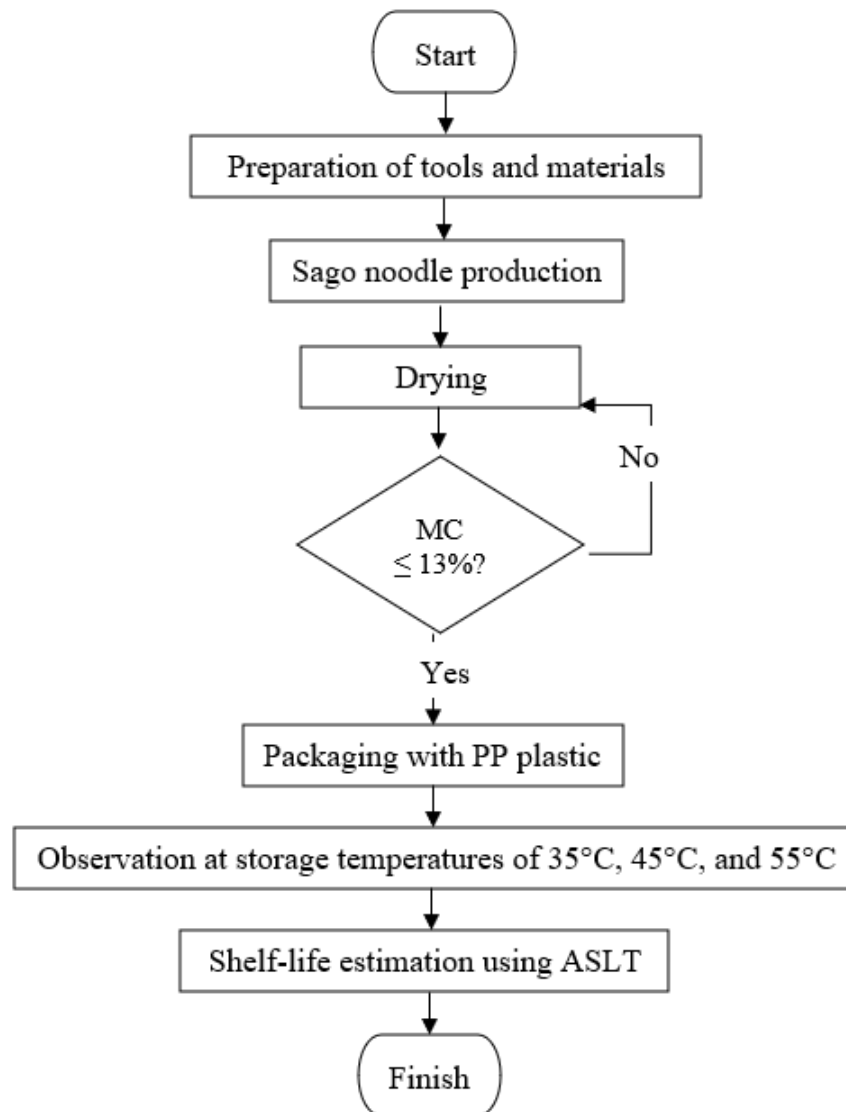 Start
Preparation of tools and materials
Sago noodle production
Drying
No
MC
≤ 13%?
Yes
Packaging with PP plastic
Observation at storage temperatures of 35°C, 45°C, and 55°C
Shelf-life estimation using ASLT
Finish